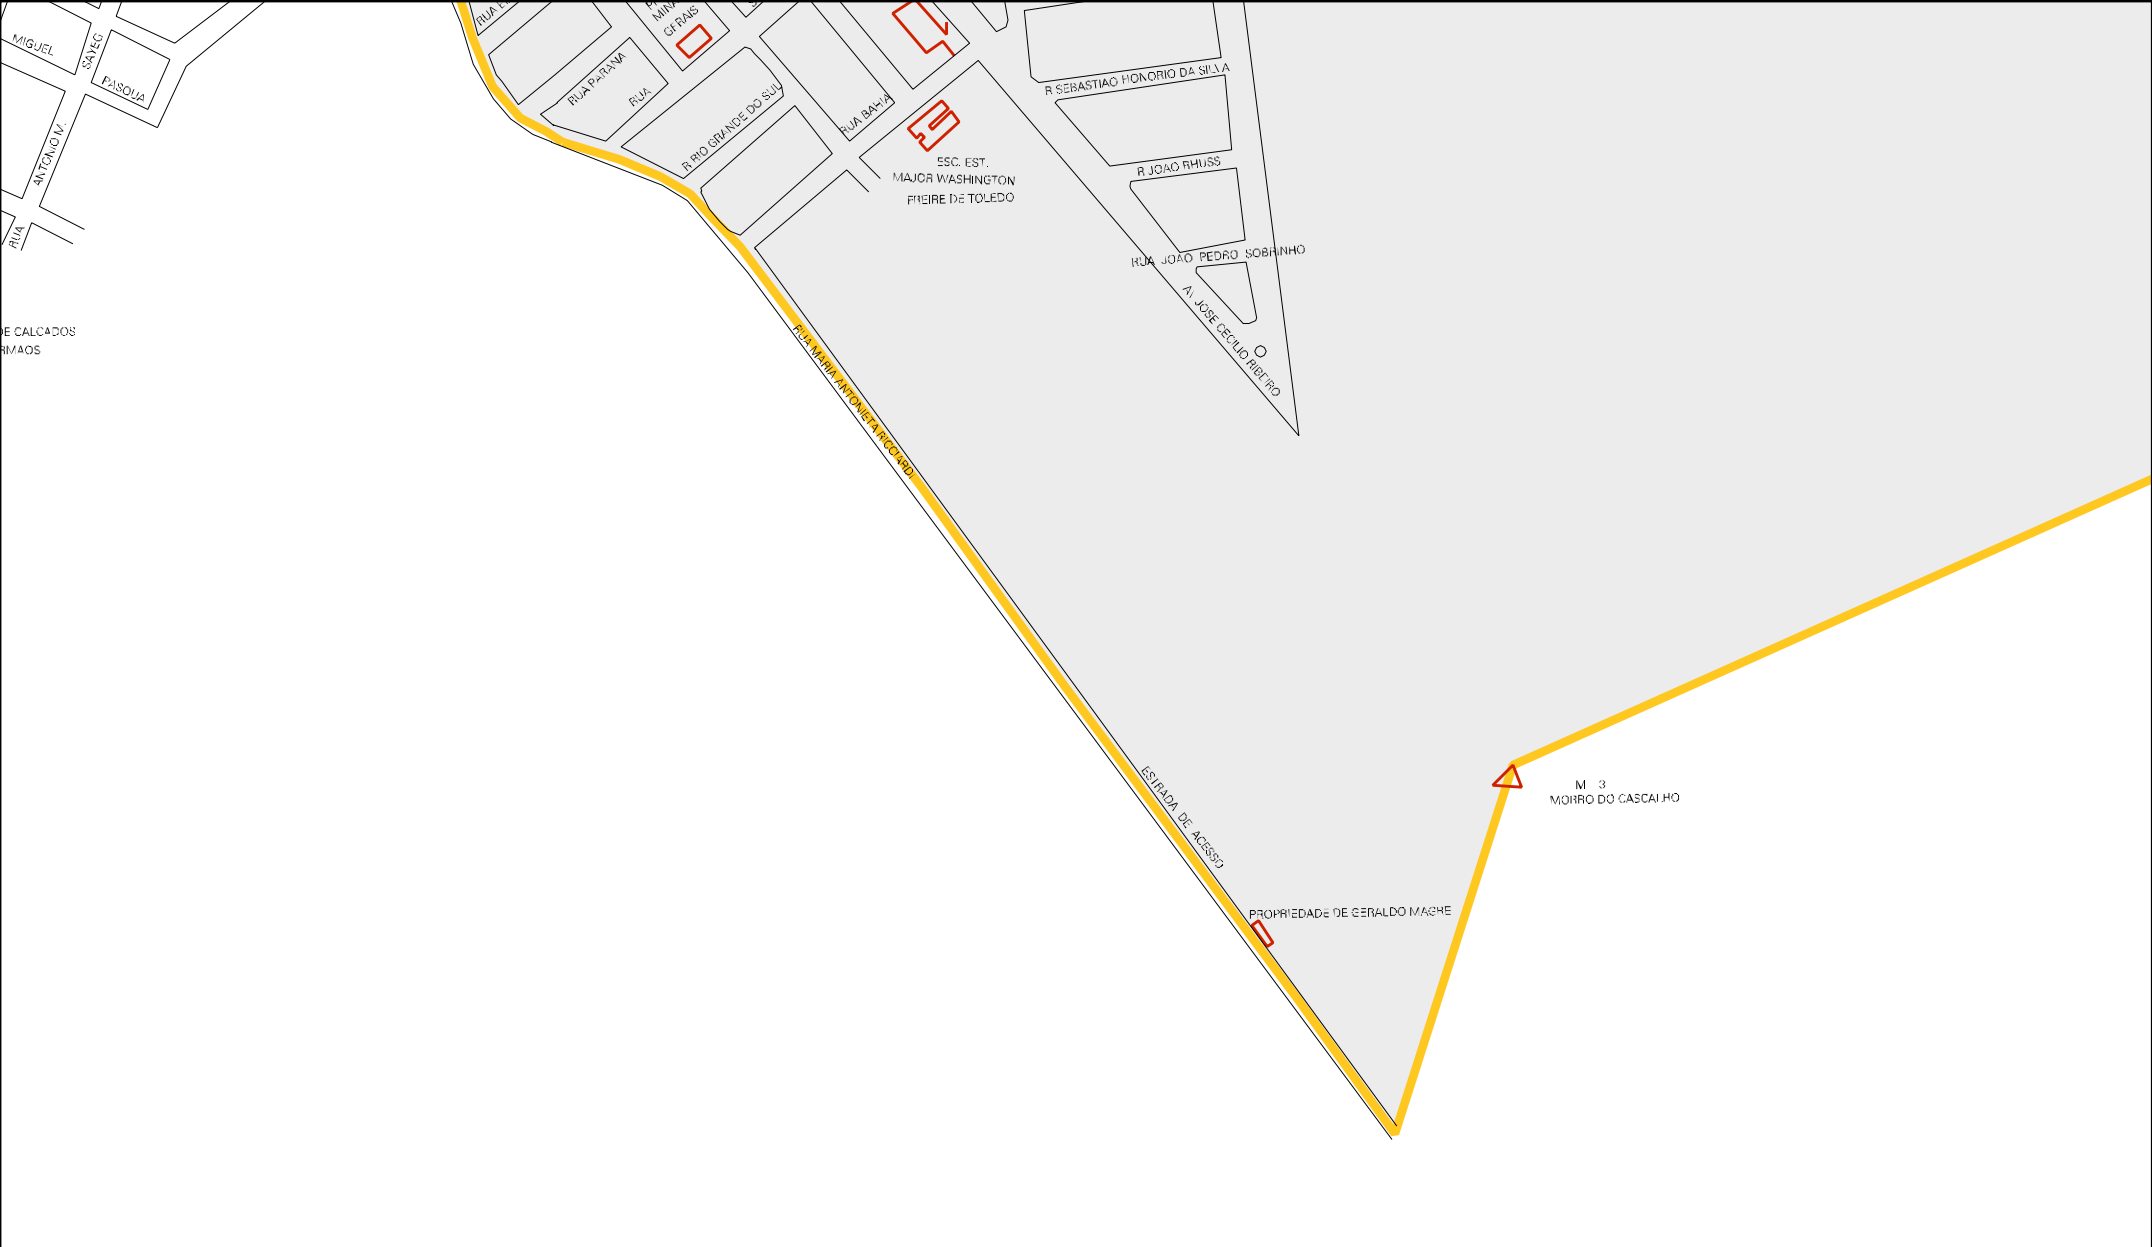 MIGUEL
SAYEG
PASQUA
ANTONIO M.
RUA
DE CALCADOS
RMAOS
RUA
MINAS
GERAIS
RUA PARANA
RUA
R RIO GRANDE DO SUL
RUA BAHIA
ESC. EST.
MAJOR WASHINGTON
FREIRE DE TOLEDO
R SEBASTIAO HONORIO DA SILVA
R JOAO RHUSS
RUA JOAO PEDRO SOBRINHO
AV JOSE CECILIO RIBEIRO
RUA MARIA ANTONIETA RICCIARDI
ESTRADA DE ACESSO
M 3
MORRO DO CASCALHO
PROPRIEDADE DE GERALDO MAGRE